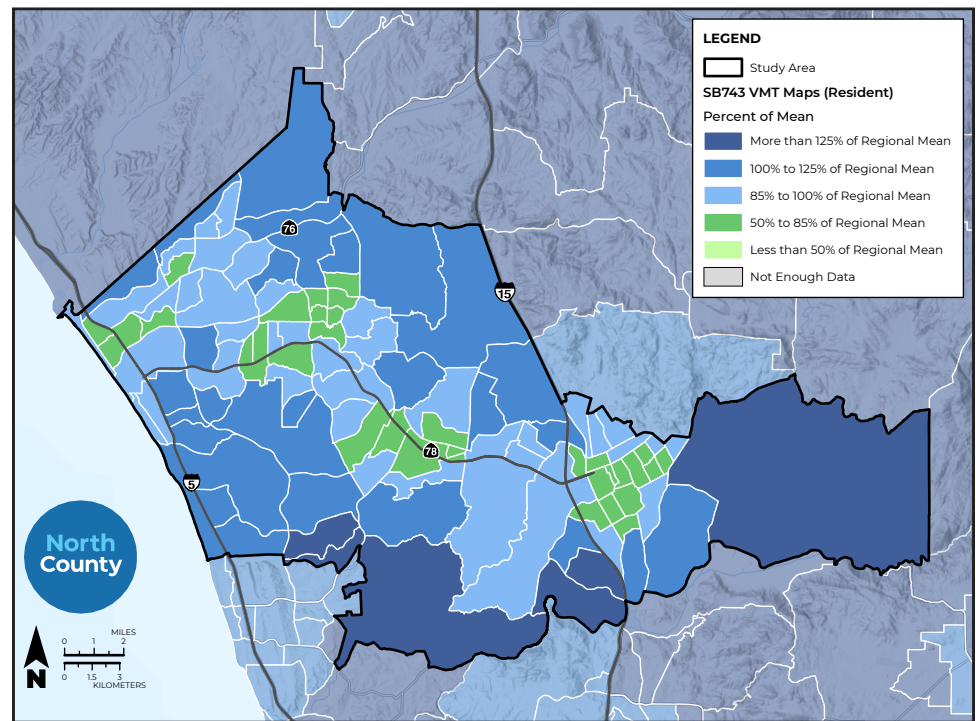 LEGEND
Study Area
SB743 VMT Maps (Resident)
Percent of Mean
More than 125% of Regional Mean
100% to 125% of Regional Mean
85% to 100% of Regional Mean
50% to 85% of Regional Mean
Less than 50% of Regional Mean
Not Enough Data
76
15
78
5
North
County
MILES
0 1 2
N
0 1.5 3
KILOMETERS